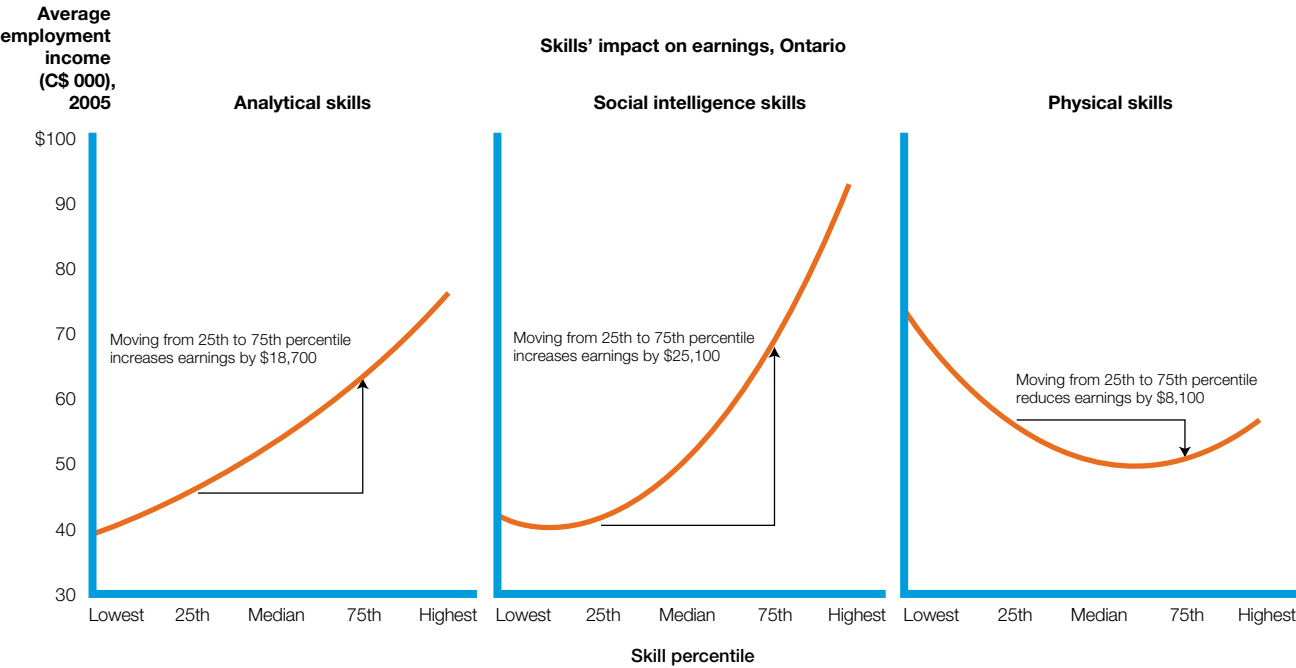 Average
employment
income
(C$ 000),
2005
Skills’ impact on earnings, Ontario
Analytical skills
Social intelligence skills
Physical skills
$100
90
80
70
60
50
40
30
Moving from 25th to 75th percentile
increases earnings by $18,700
Moving from 25th to 75th percentile
increases earnings by $25,100
Moving from 25th to 75th percentile
reduces earnings by $8,100
Lowest 25th Median 75th Highest
Lowest 25th Median 75th Highest
Lowest 25th Median 75th Highest
Skill percentile